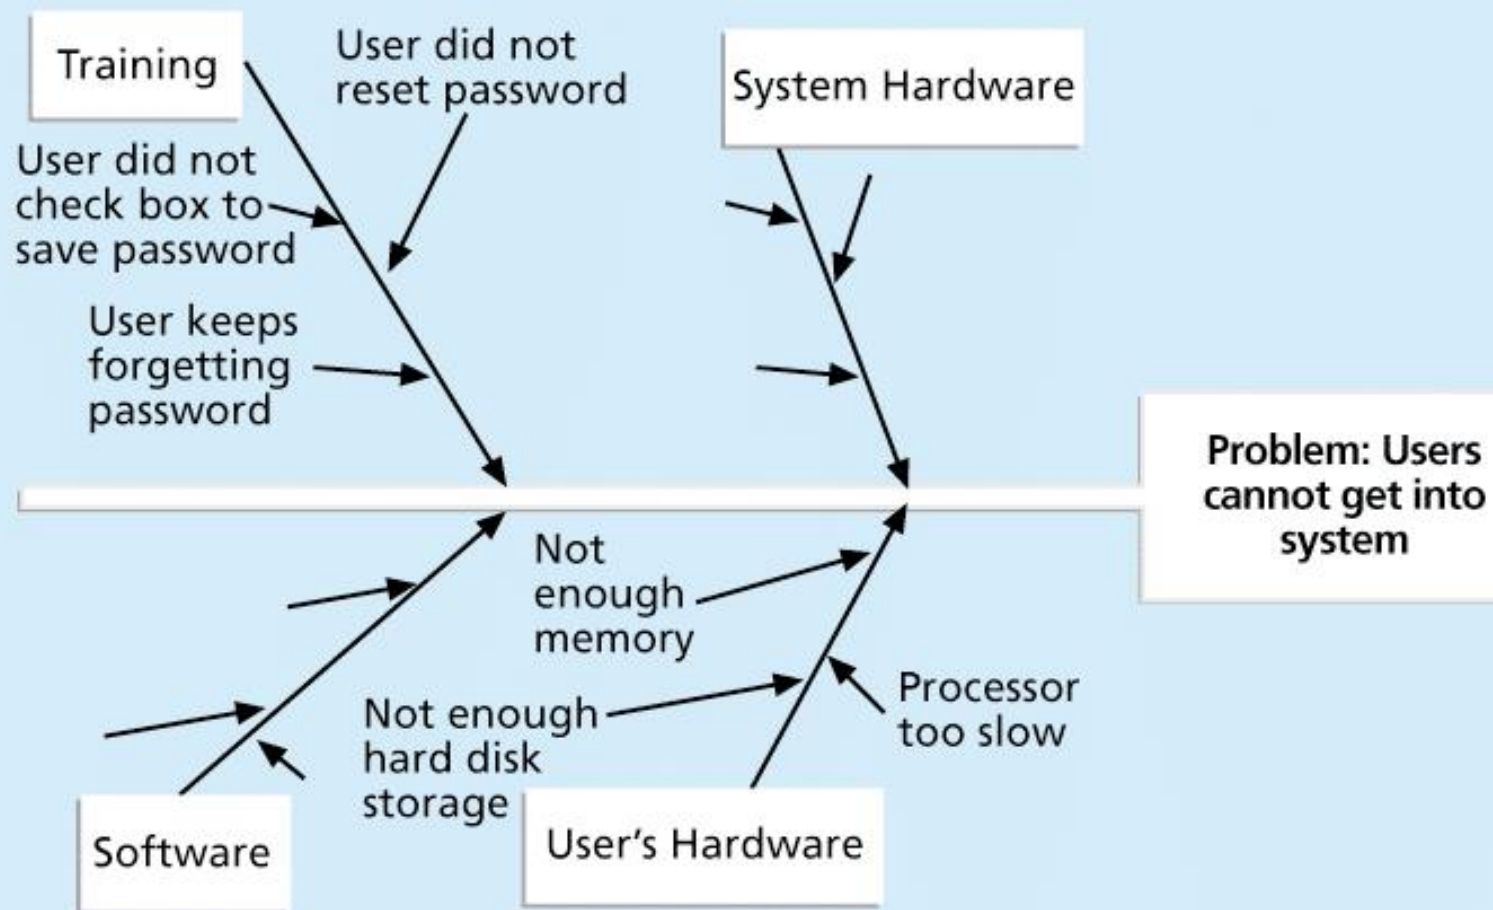 Training
User did not
reset password
System Hardware
User did not
check box to
save password
User keeps
forgetting
password
Problem: Users
cannot get into
system
Not
enough
memory
Not enough
hard disk
storage
Processor
too slow
Software
User's Hardware